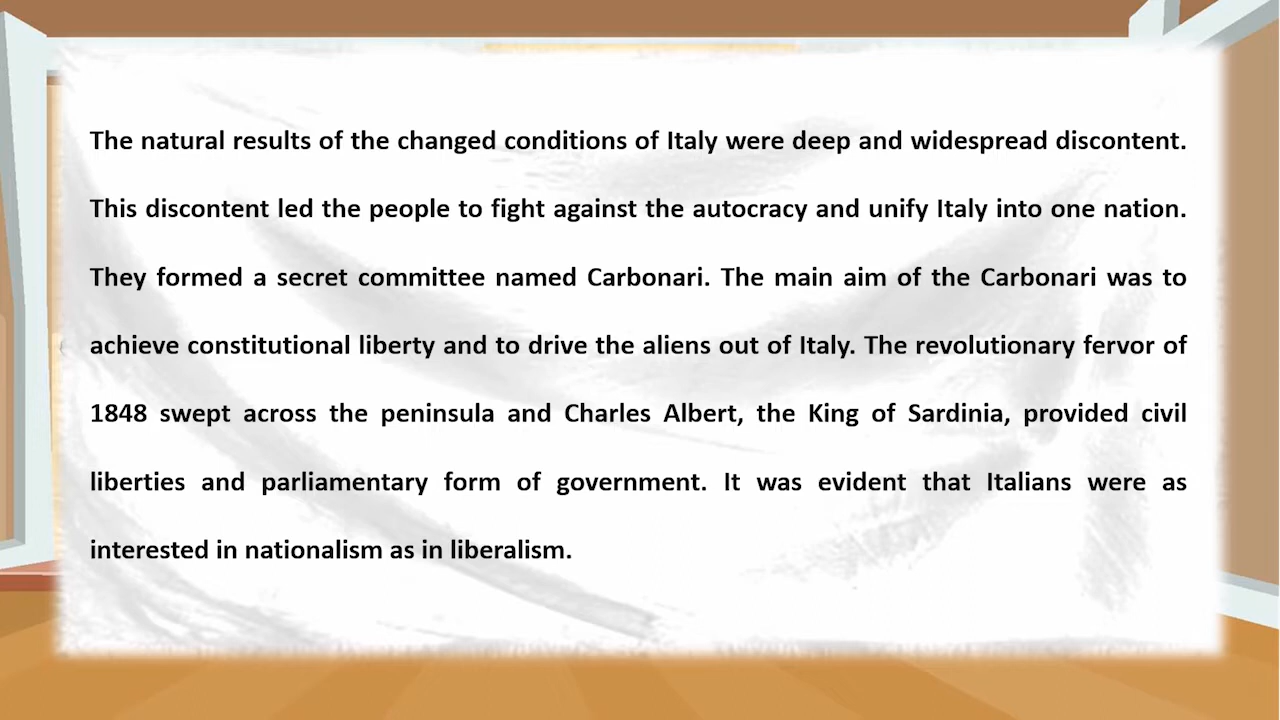 The natural results of the changed conditions of Italy were deep and widespread discontent.
This discontent led the people to fight against the autocracy and unify Italy into one nation.
They formed a secret committee named Carbonari. The main aim of the Carbonari was to
achieve constitutional liberty and to drive the aliens out of Italy. The revolutionary fervor of
1848 swept across the peninsula and Charles Albert, the King of Sardinia, provided civil
liberties and parliamentary form of government. It was evident that Italians were as
interested in nationalism as in liberalism.